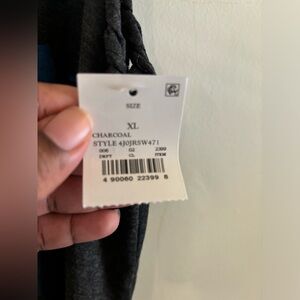 SIZE
XL
CHARCOAL
STYLE 4J0JRSW471
006 02 2399
DEPT CL ITEM
4 90060 22399 8